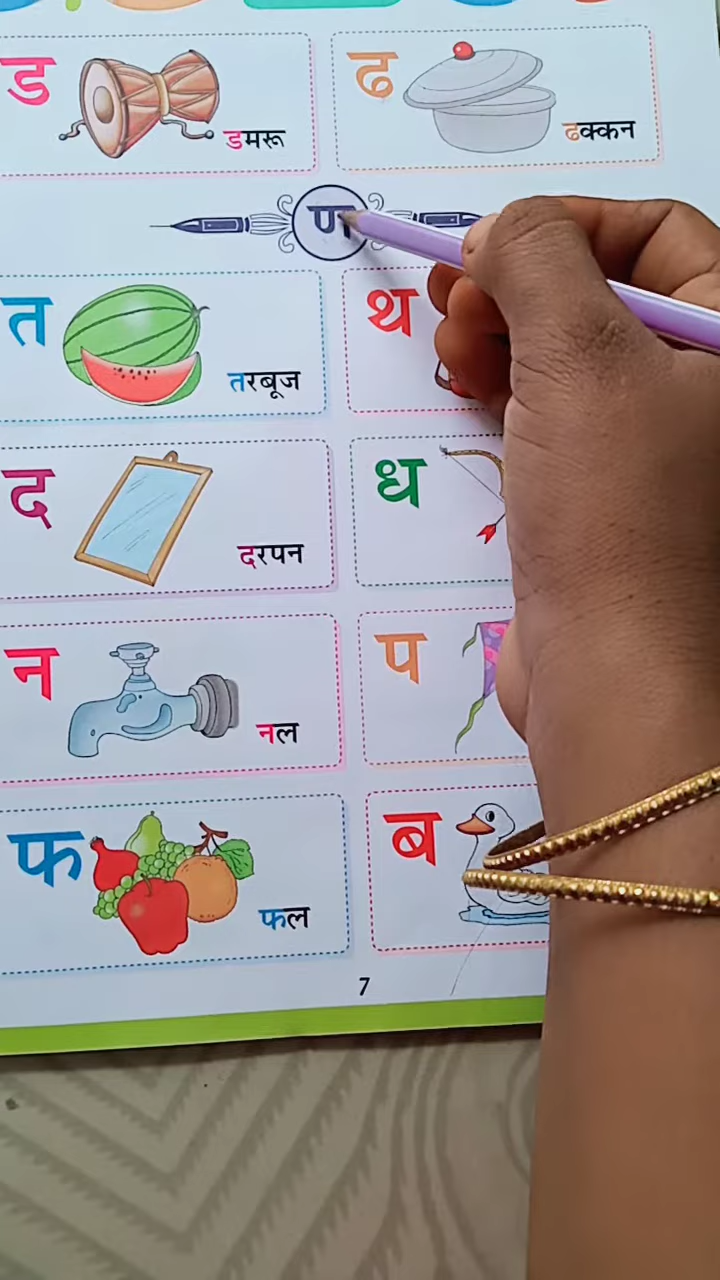 ड डमरू
ढ ढक्कन
ण
त तरबूज
थ
द दरपन
ध
न नल
प
फ फल
ब
7